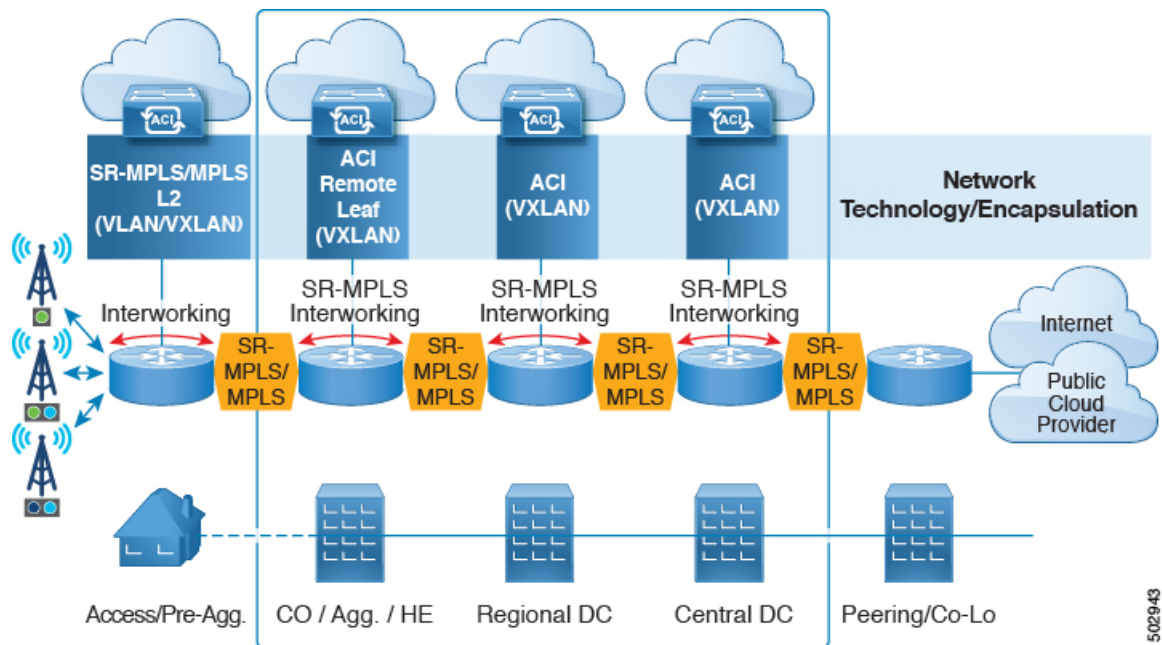 ACI
ACI
ACI
ACI
SR-MPLS/MPLS
L2
(VLAN/VXLAN)
ACI
Remote
Leaf
(VXLAN)
ACI
(VXLAN)
ACI
(VXLAN)
Network
Technology/Encapsulation
Interworking
SR-MPLS
Interworking
SR-MPLS
Interworking
SR-MPLS
Interworking
SR-
MPLS/
MPLS
SR-
MPLS/
MPLS
SR-
MPLS/
MPLS
SR-
MPLS/
MPLS
Internet
Public
Cloud
Provider
Access/Pre-Agg.
CO / Agg. / HE
Regional DC
Central DC
Peering/Co-Lo
502943